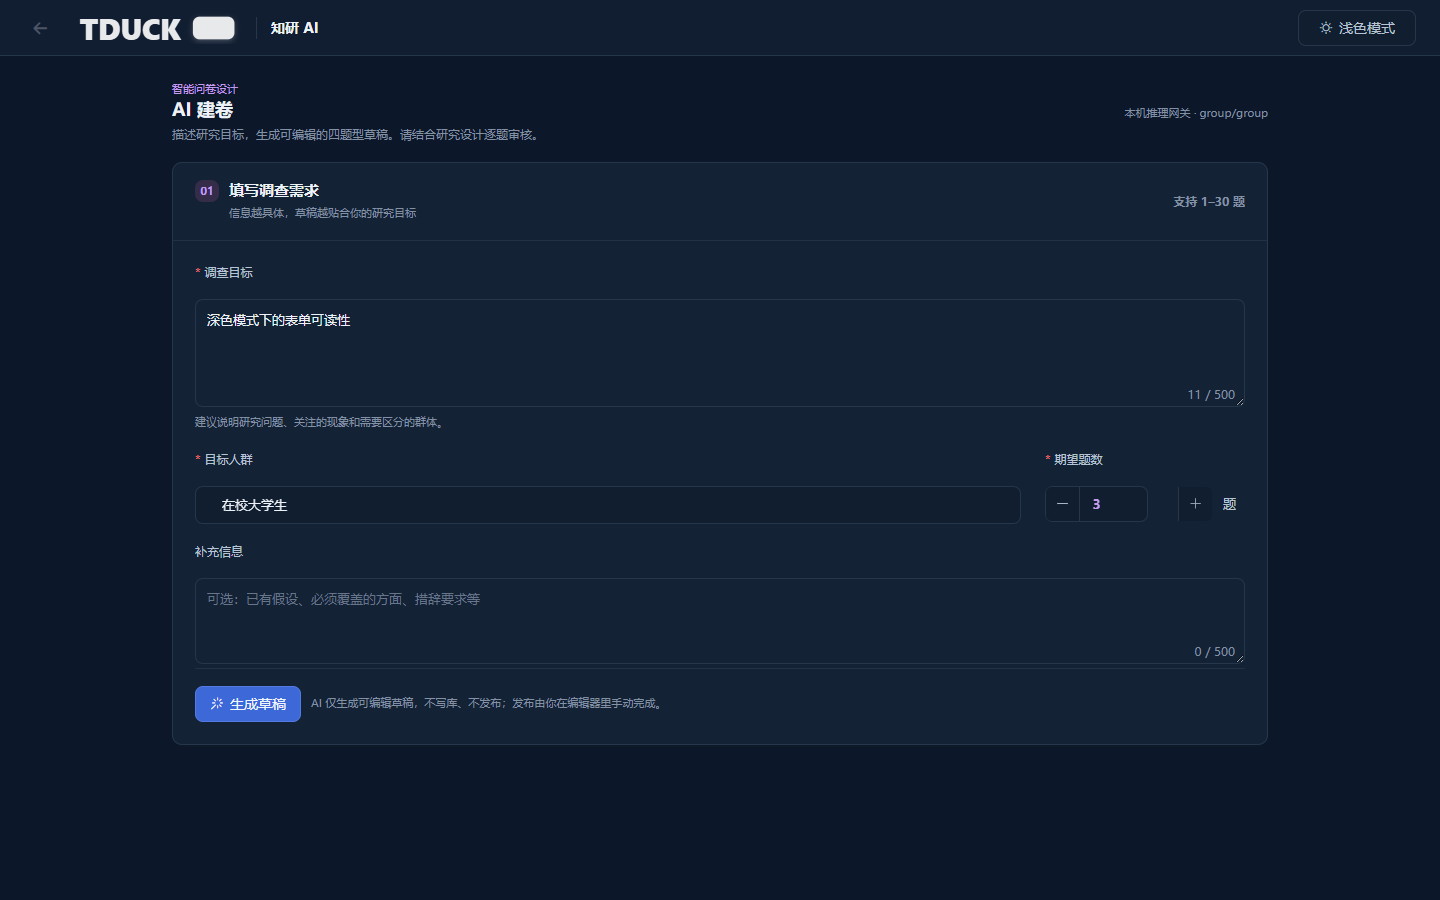 TDUCK
知研 AI
浅色模式
智能问卷设计
AI 建卷
描述研究目标，生成可编辑的四题型草稿。请结合研究设计逐题审核。
本机推理网关 · group/group
01 填写调查需求
信息越具体，草稿越贴合你的研究目标
支持 1–30 题
* 调查目标
深色模式下的表单可读性
11 / 500
建议说明研究问题、关注的现象和需要区分的群体。
* 目标人群
* 期望题数
在校大学生
3
题
补充信息
可选：已有假设、必须覆盖的方面、措辞要求等
0 / 500
生成草稿
AI 仅生成可编辑草稿，不写库、不发布；发布由你在编辑器里手动完成。